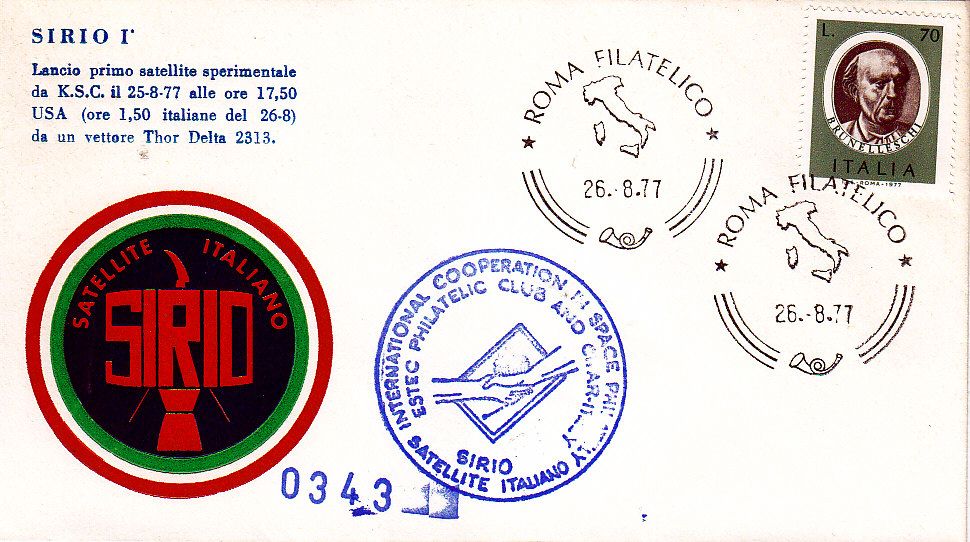 SIRIO I°
Lancio primo satellite sperimentale
da K.S.C. il 25-8-77 alle ore 17,50
USA (ore 1,50 italiane del 26-8)
da un vettore Thor Delta 2313.
ROMA FILATELICO
26.-8.77
L. 70
BRUNELLESCHI
ITALIA
ROMA-1977
ROMA FILATELICO
26.-8.77
SATELLITE ITALIANO
SIRIO
INTERNATIONAL COOPERATION IN SPACE
ESTEC PHILATELIC CLUB AND
SIRIO
SATELLITE ITALIANO
0343